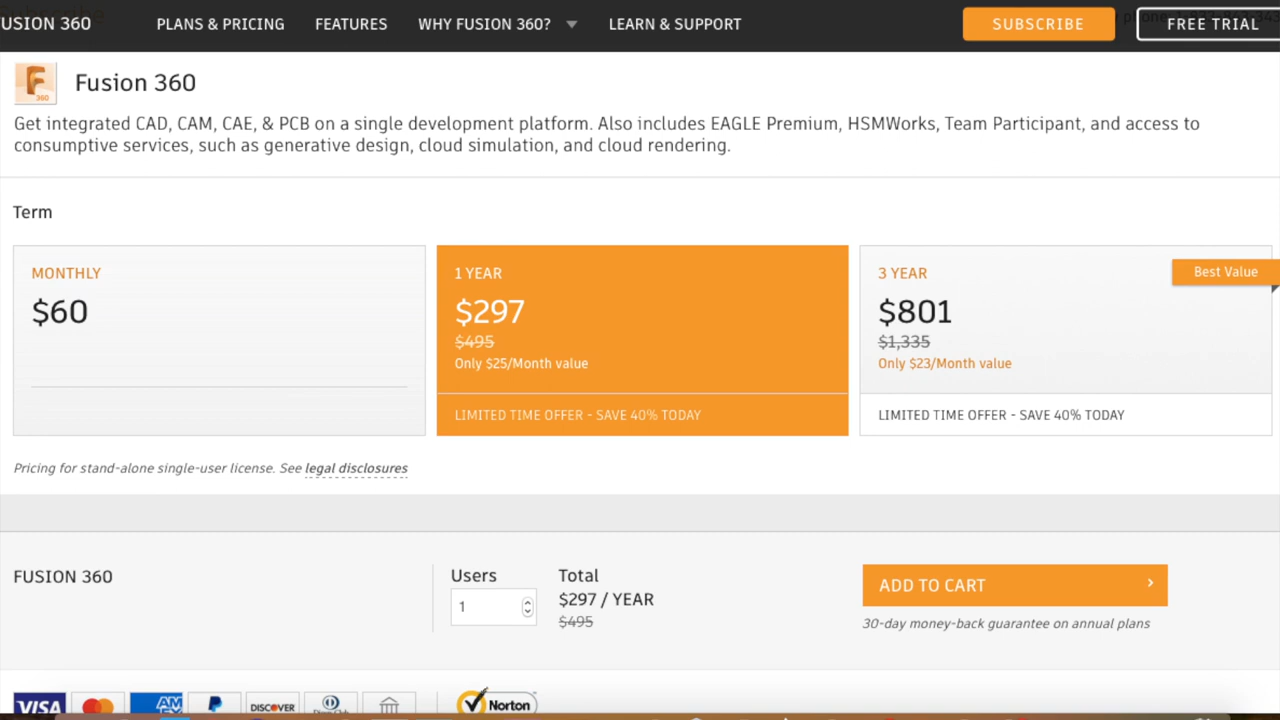 FUSION 360
PLANS & PRICING
FEATURES
WHY FUSION 360?
LEARN & SUPPORT
SUBSCRIBE
FREE TRIAL
360
Fusion 360
Get integrated CAD, CAM, CAE, & PCB on a single development platform. Also includes EAGLE Premium, HSMWorks, Team Participant, and access to
consumptive services, such as generative design, cloud simulation, and cloud rendering.
Term
MONTHLY
$60
1 YEAR
$297
$495
Only $25/Month value
LIMITED TIME OFFER - SAVE 40% TODAY
3 YEAR
Best Value
$801
$1,335
Only $23/Month value
LIMITED TIME OFFER - SAVE 40% TODAY
Pricing for stand-alone single-user license. See legal disclosures
FUSION 360
Users
1
Total
$297 / YEAR
$495
ADD TO CART
30-day money-back guarantee on annual plans
VISA
AM
DISCOVER
Norton